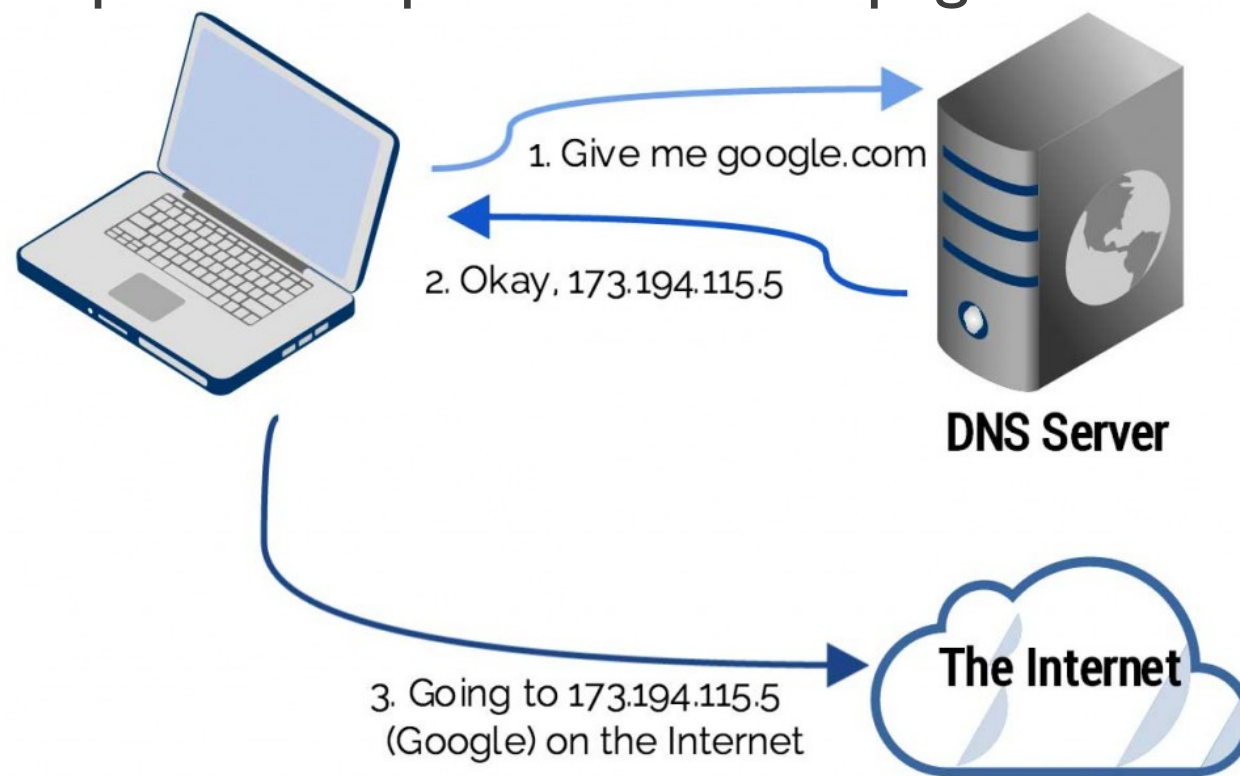 1. Give me google.com
2. Okay, 173.194.115.5
DNS Server
The Internet
3. Going to 173.194.115.5
(Google) on the Internet